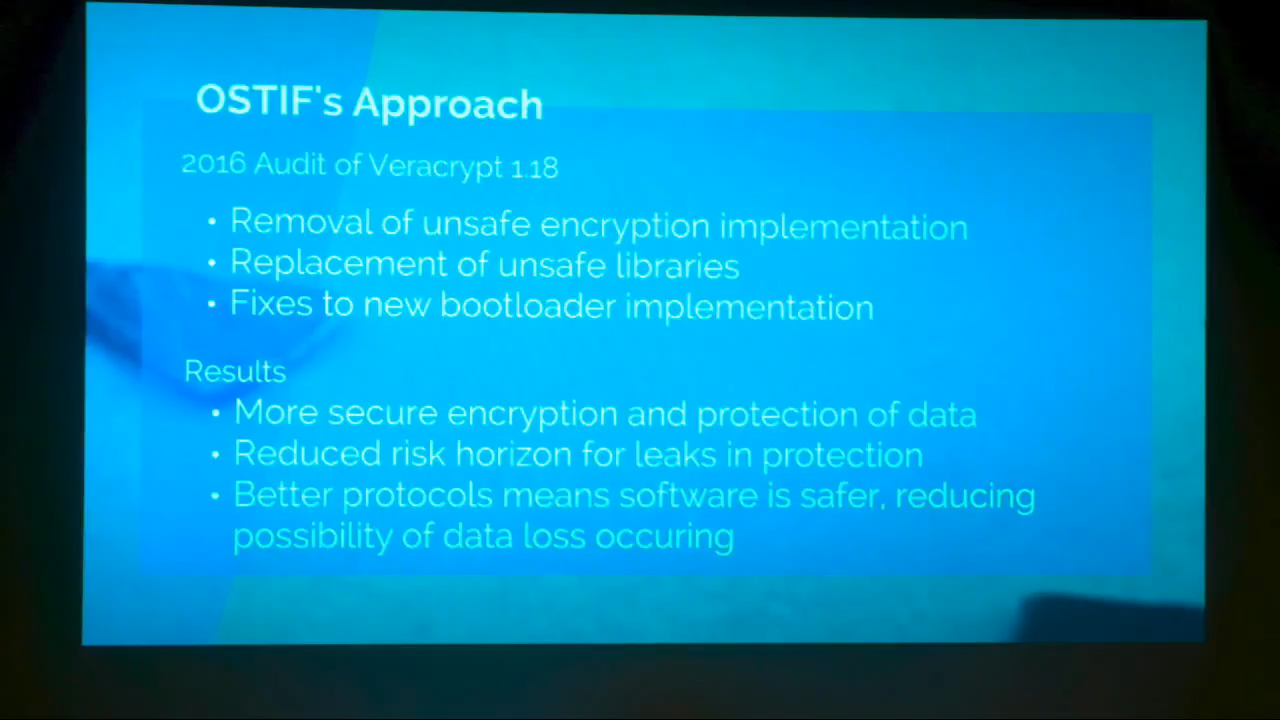 OSTIF's Approach
2016 Audit of Veracrypt 1.18
• Removal of unsafe encryption implementation
• Replacement of unsafe libraries
• Fixes to new bootloader implementation
Results
• More secure encryption and protection of data
• Reduced risk horizon for leaks in protection
• Better protocols means software is safer, reducing
possibility of data loss occuring